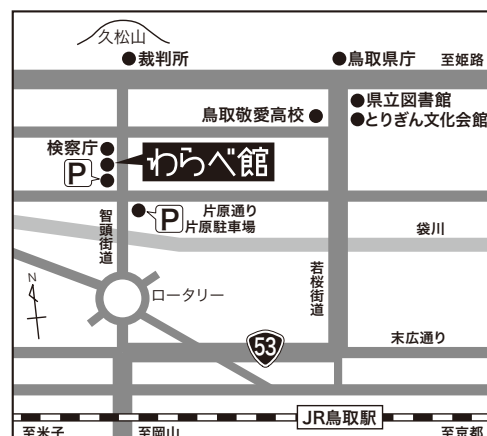 久松山
裁判所
鳥取県庁
至姫路
県立図書館
とりぎん文化会館
鳥取敬愛高校
検察庁
P
わらべ館
P
片原通り
片原駐車場
智頭街道
袋川
若桜街道
N
ロータリー
53
末広通り
JR鳥取駅
至米子
至岡山
至京都